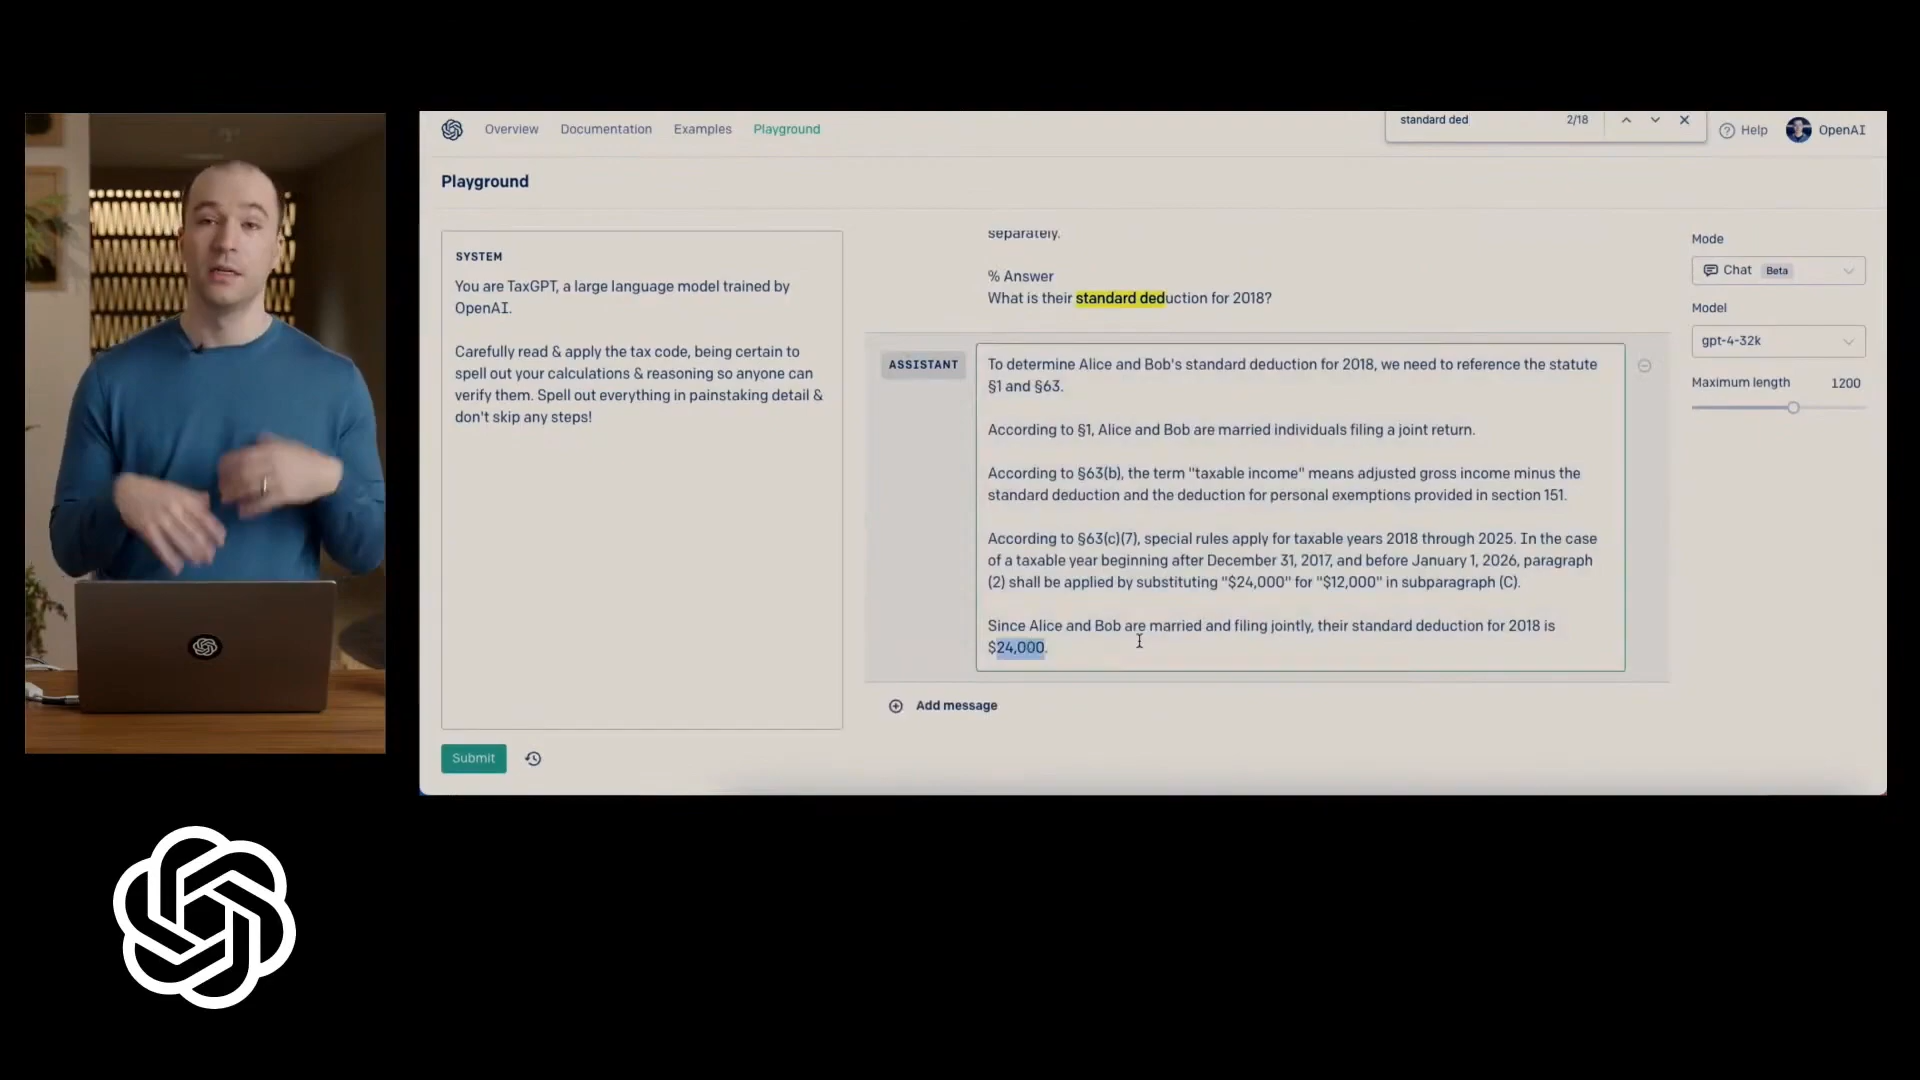 Overview Documentation Examples Playground
standard ded 2/18
Help OpenAI
Playground
SYSTEM
You are TaxGPT, a large language model trained by
OpenAI.
Carefully read & apply the tax code, being certain to
spell out your calculations & reasoning so anyone can
verify them. Spell out everything in painstaking detail &
don't skip any steps!
Submit
separately.
% Answer
What is their standard deduction for 2018?
ASSISTANT
To determine Alice and Bob's standard deduction for 2018, we need to reference the statute
§1 and §63.
According to §1, Alice and Bob are married individuals filing a joint return.
According to §63(b), the term "taxable income" means adjusted gross income minus the
standard deduction and the deduction for personal exemptions provided in section 151.
According to §63(c)(7), special rules apply for taxable years 2018 through 2025. In the case
of a taxable year beginning after December 31, 2017, and before January 1, 2026, paragraph
(2) shall be applied by substituting "$24,000" for "$12,000" in subparagraph (C).
Since Alice and Bob are married and filing jointly, their standard deduction for 2018 is
$24,000.
Add message
Mode
Chat Beta
Model
gpt-4-32k
Maximum length 1200